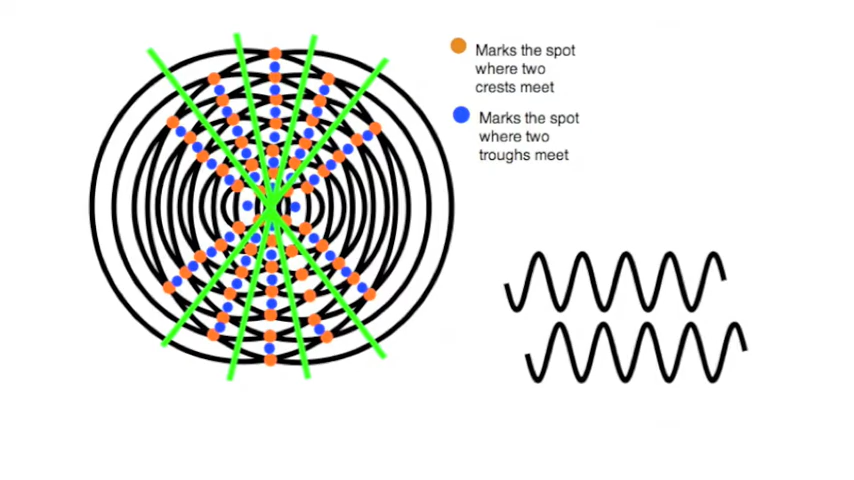 Marks the spot
where two
crests meet
Marks the spot
where two
troughs meet